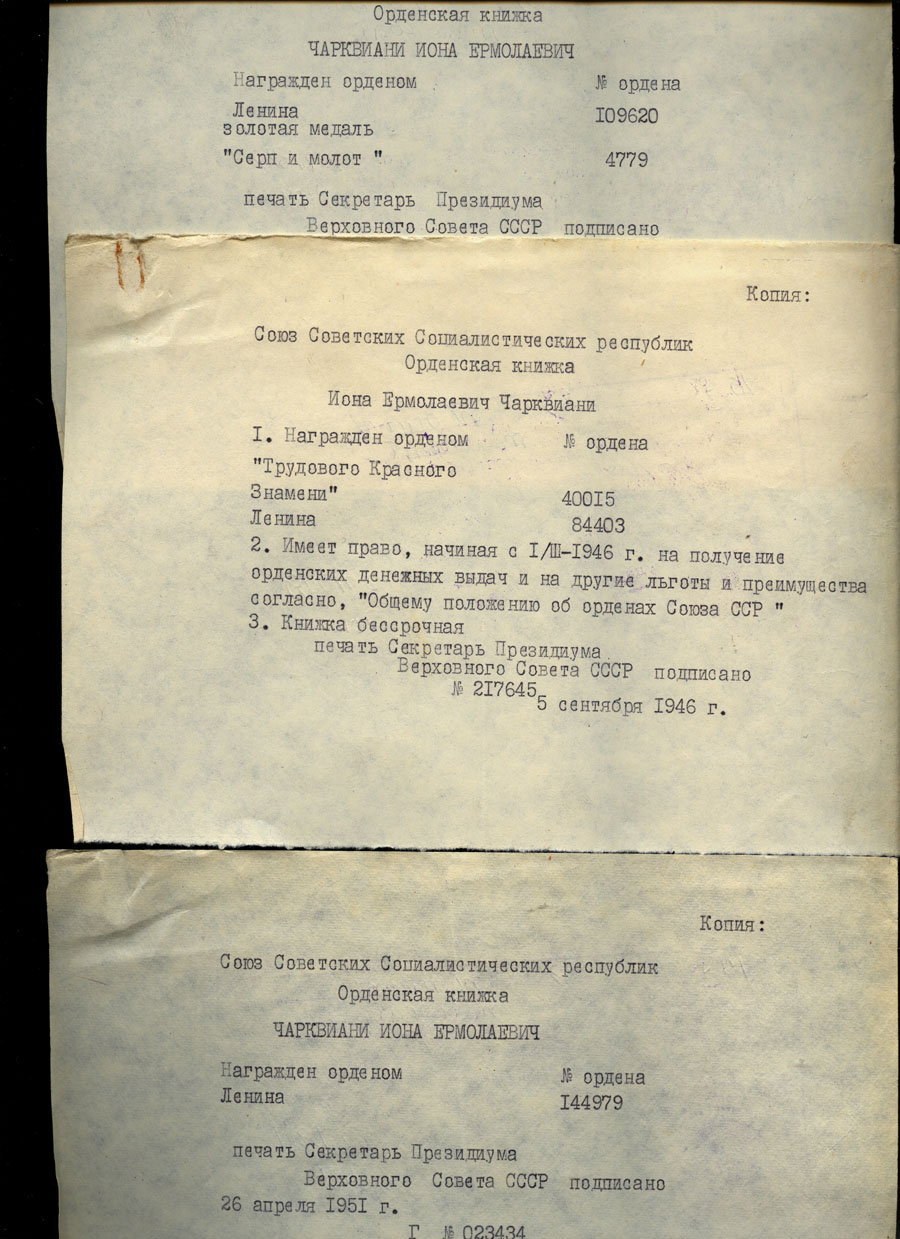 Орденская книжка
ЧАРКВИАНИ ИОНА ЕРМОЛАЕВИЧ
Награжден орденом № ордена
Ленина I09620
золотая медаль
"Серп и молот " 4779
печать Секретарь Президиума
Верховного Совета СССР подписано
Копия:
Союз Советских Социалистических республик
Орденская книжка
Иона Ермолаевич Чарквиани
I. Награжден орденом № ордена
"Трудового Красного
Знамени" 400I5
Ленина 84403
2. Имеет право, начиная с I/Ш-I946 г. на получение
орденских денежных выдач и на другие льготы и преимущества
согласно, "Общему положению об орденах Союза ССР "
3. Книжка бессрочная
печать Секретарь Президиума
Верховного Совета СССР подписано
№ 2I7645
5 сентября I946 г.
Копия:
Союз Советских Социалистических республик
Орденская книжка
ЧАРКВИАНИ ИОНА ЕРМОЛАЕВИЧ
Награжден орденом № ордена
Ленина I44979
печать Секретарь Президиума
Верховного Совета СССР подписано
26 апреля I95I г.
Г № 023434